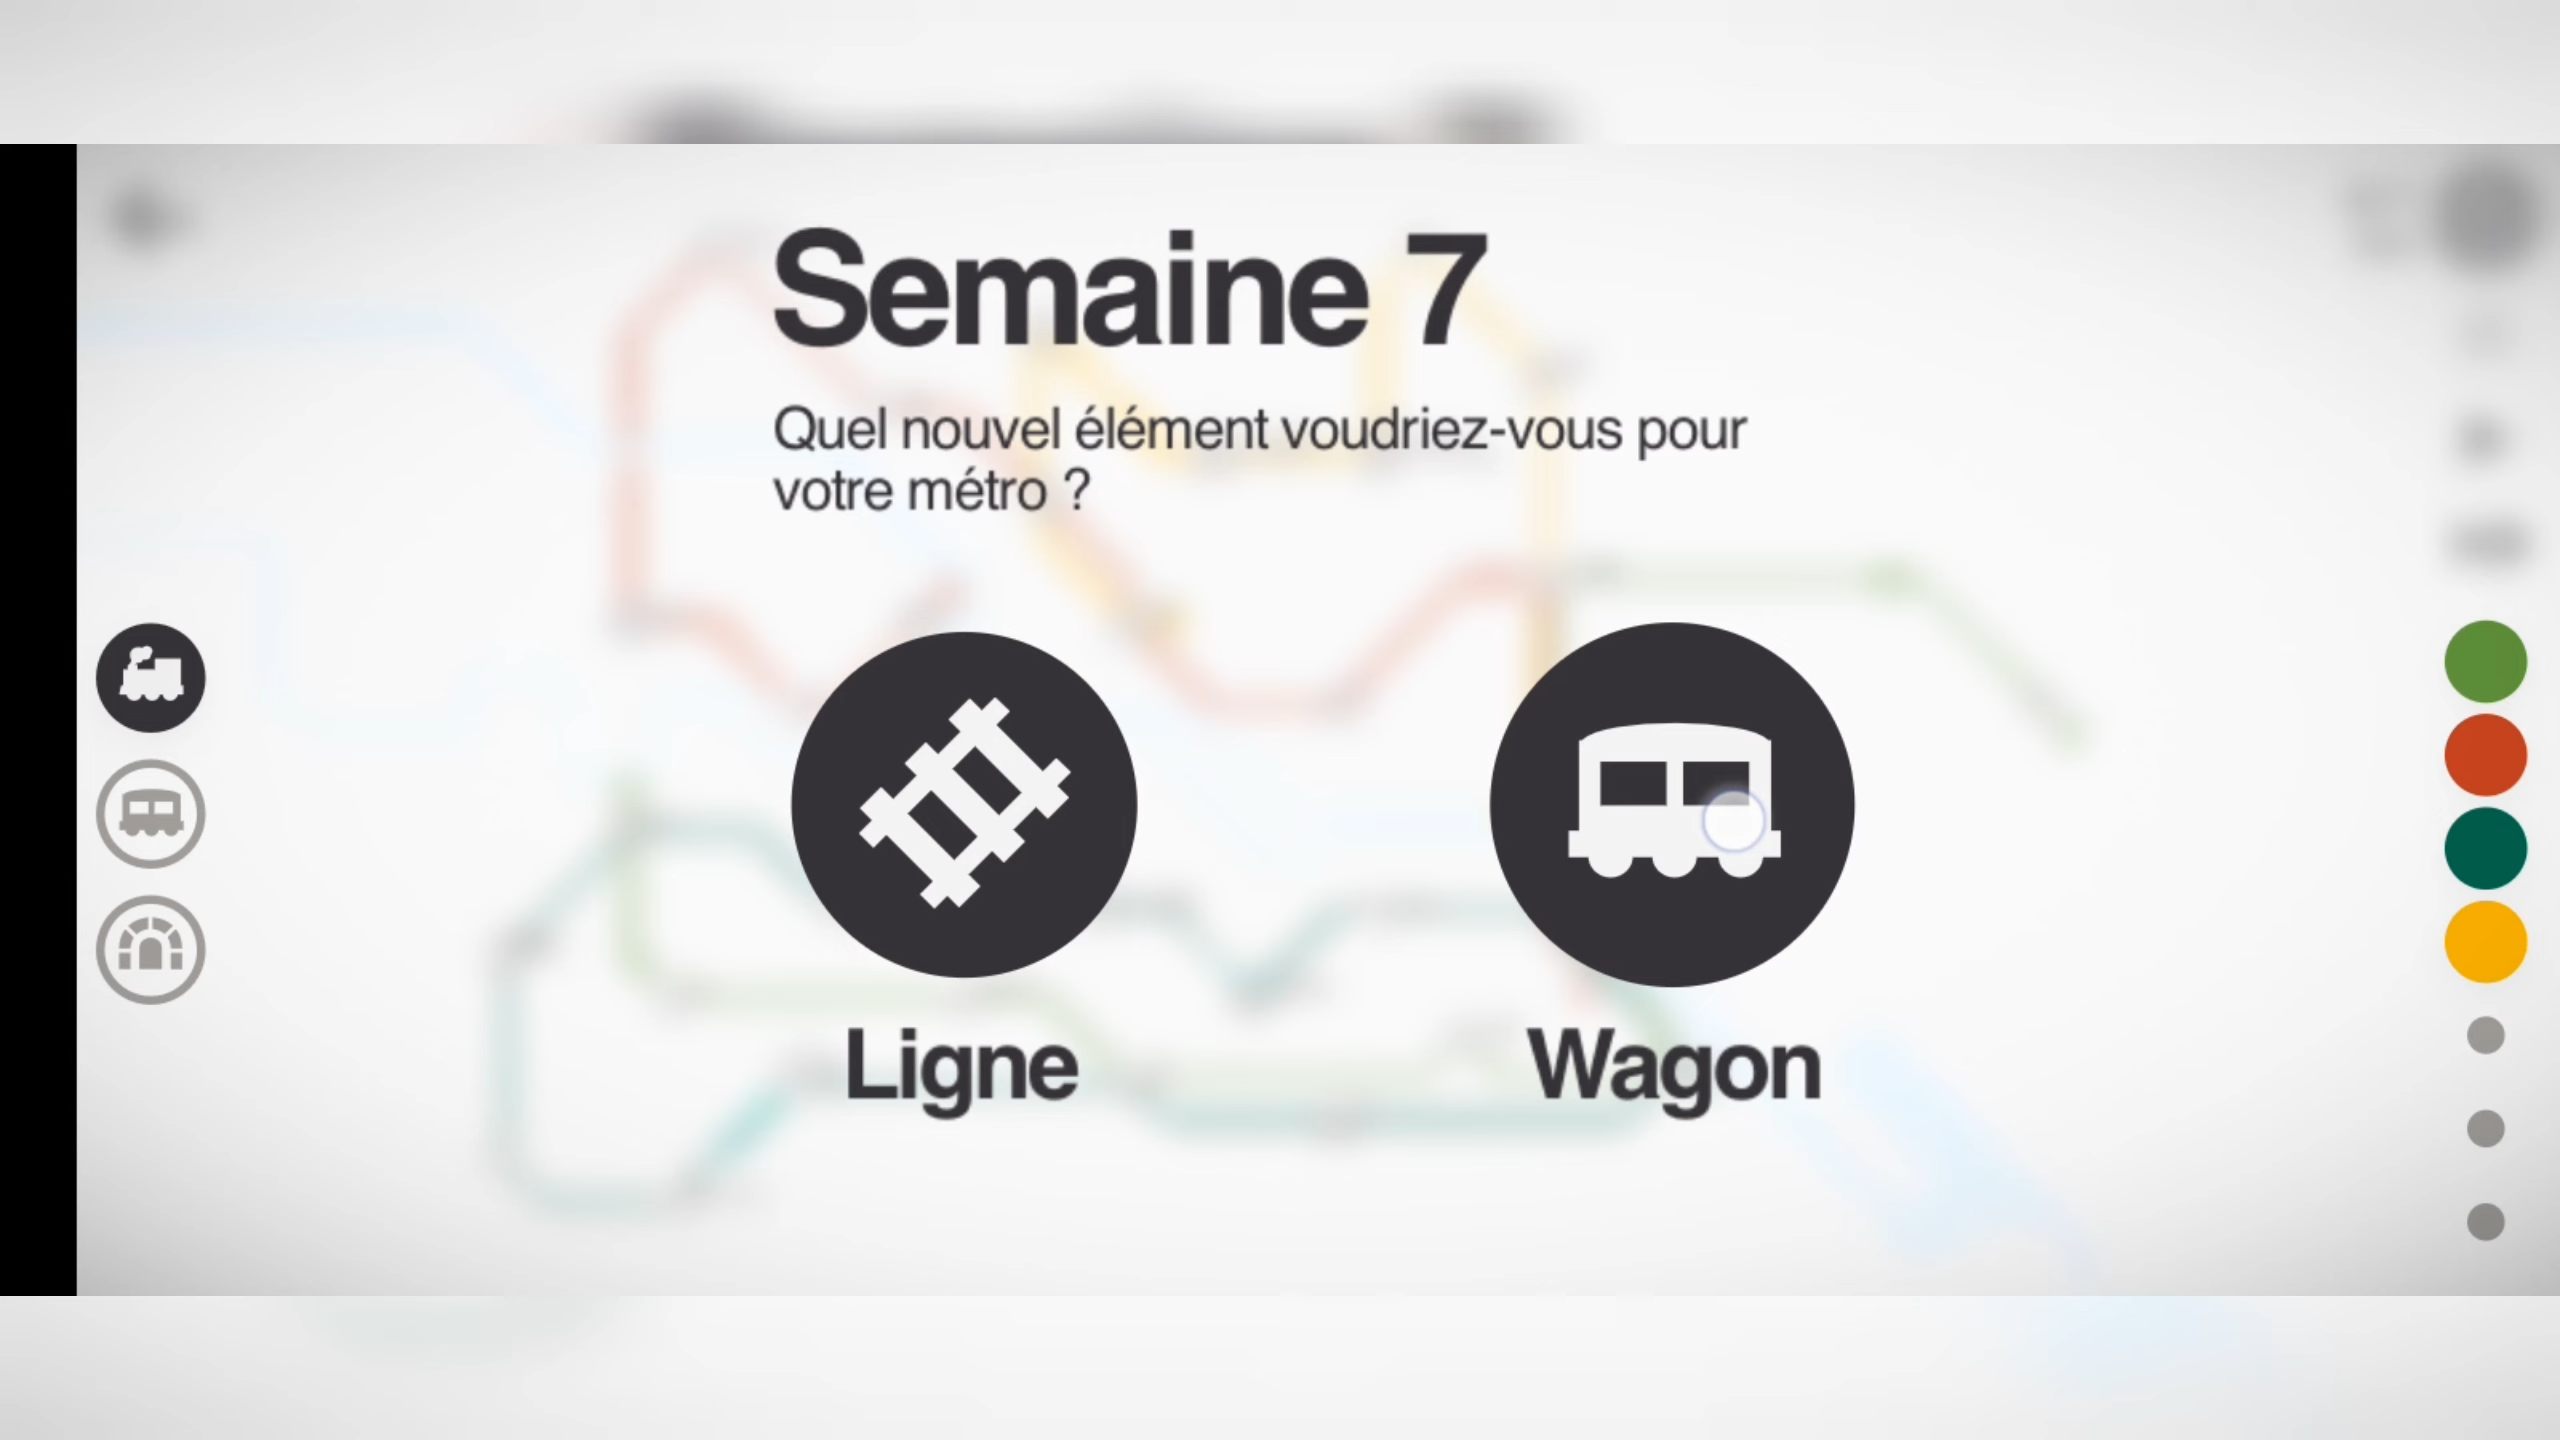 Semaine 7
Quel nouvel élément voudriez-vous pour
votre métro ?
Ligne
Wagon